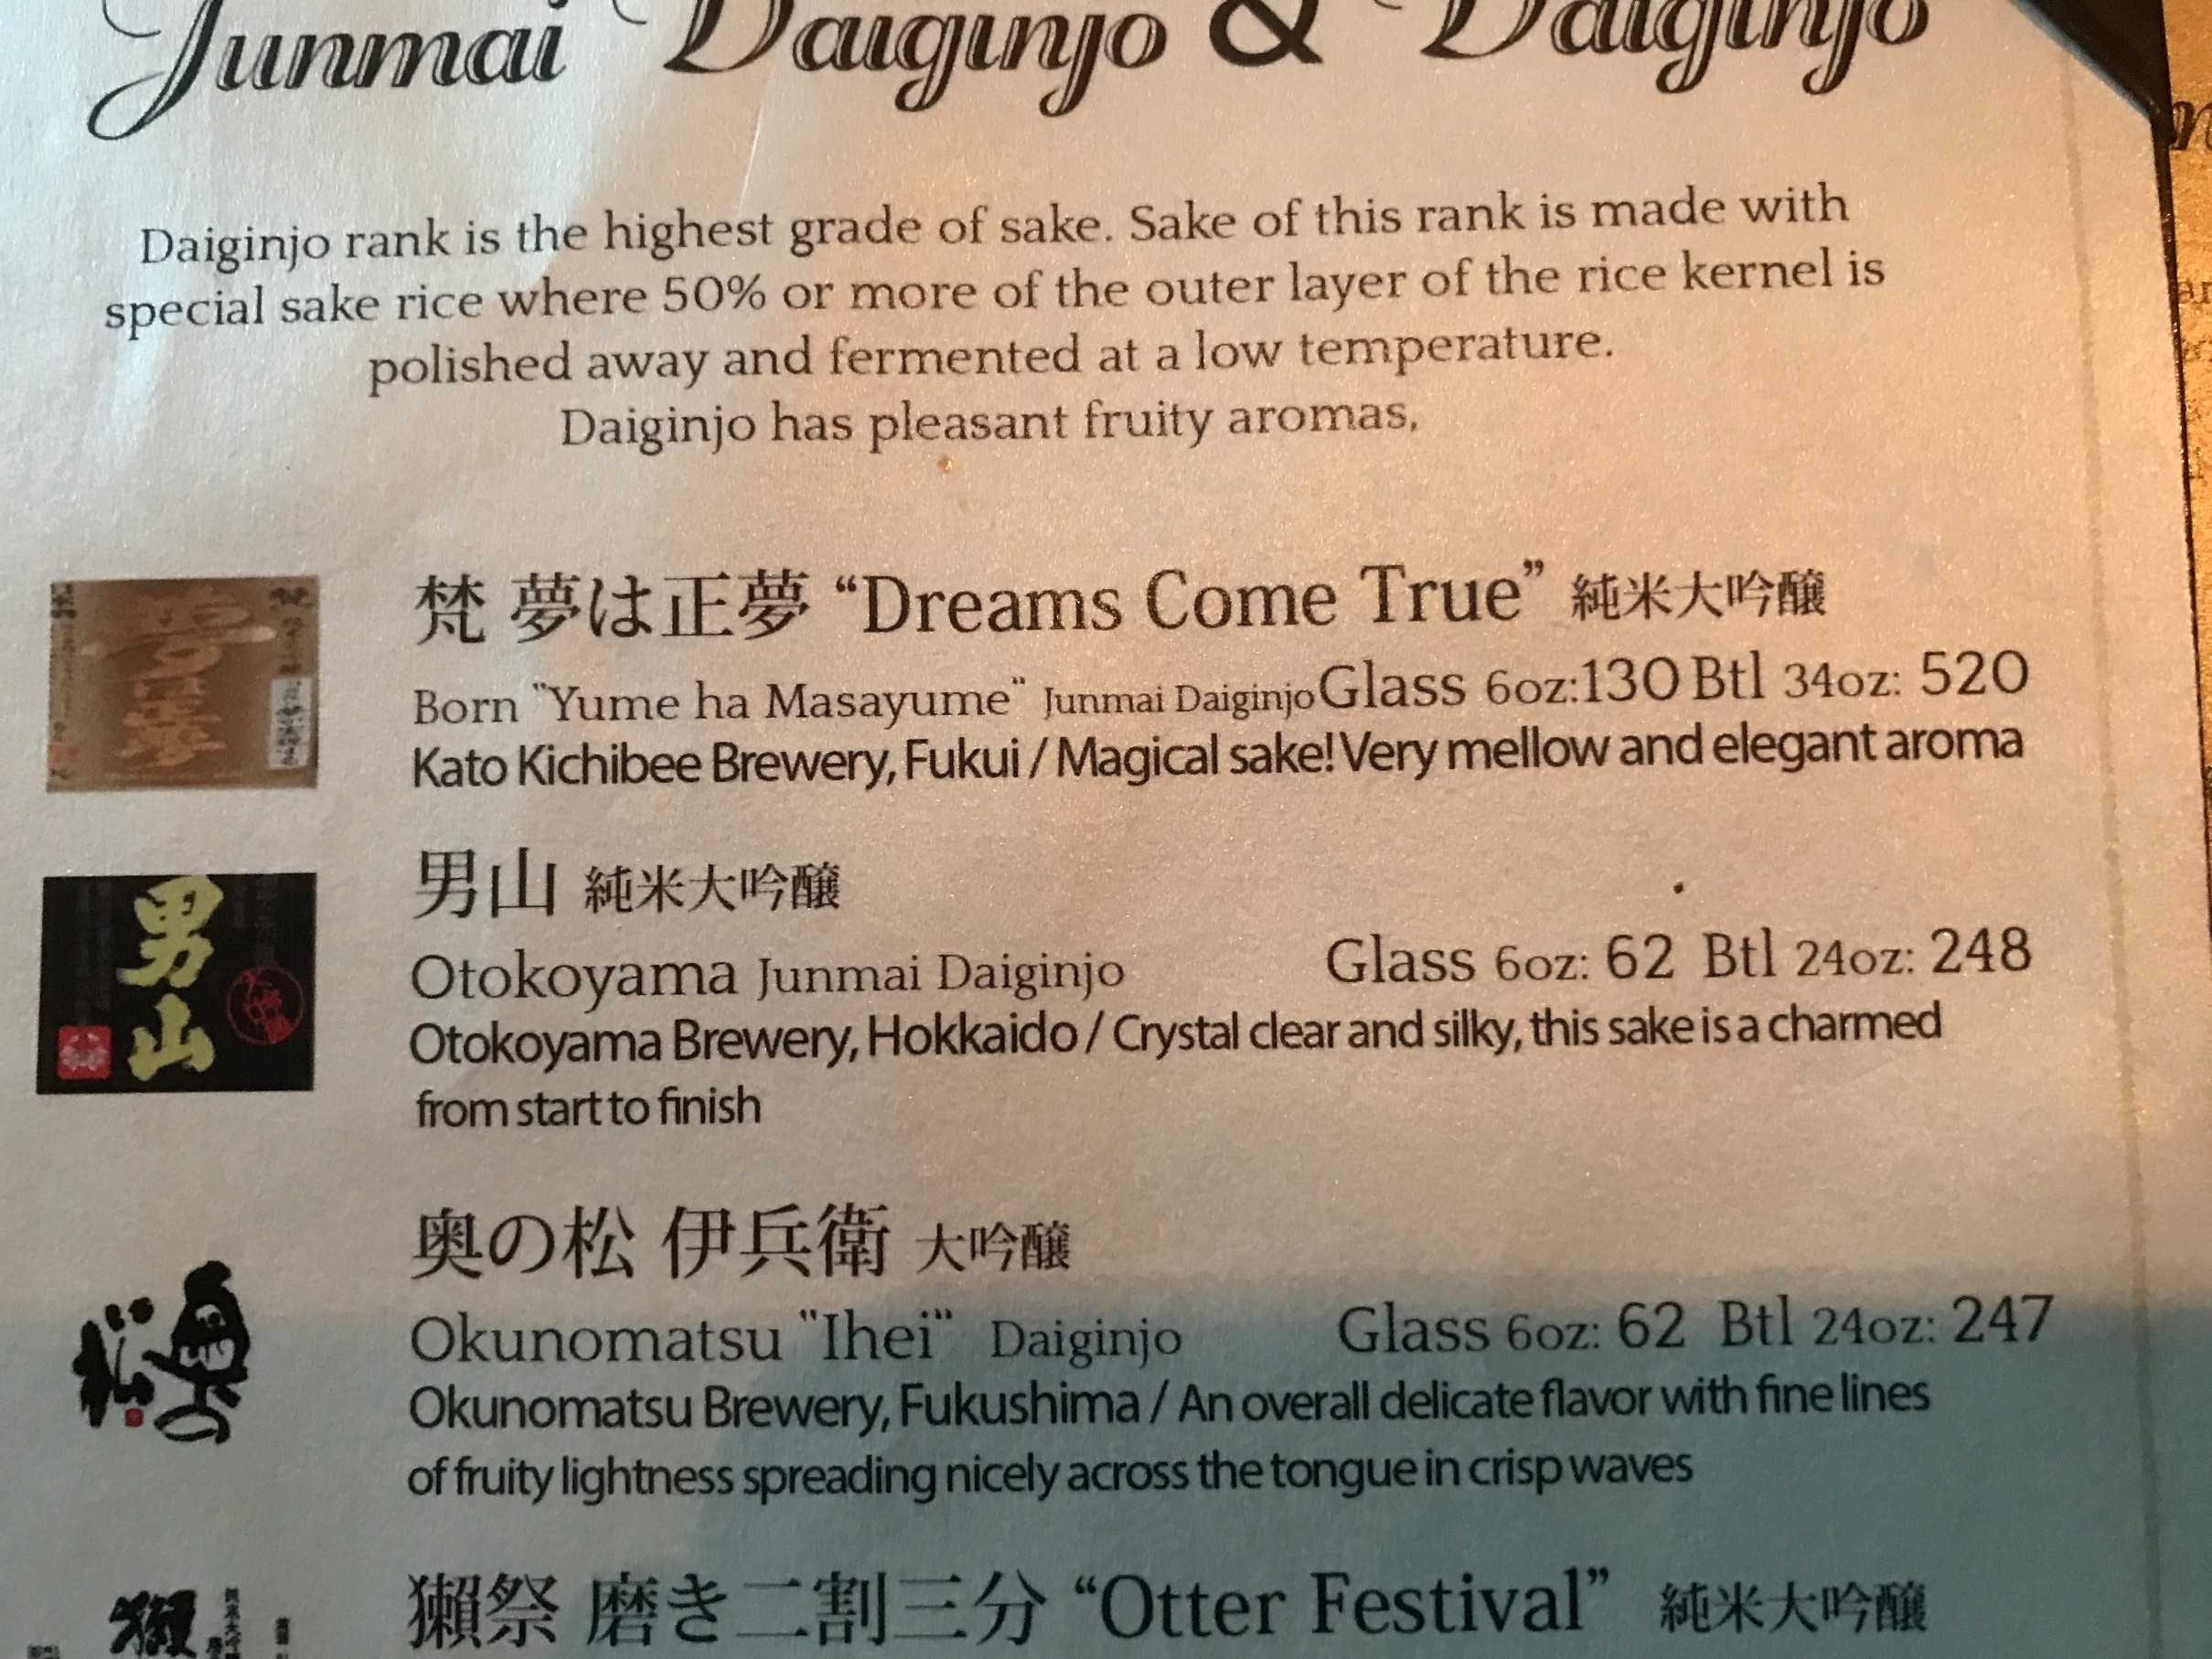 Junmai Daiginjo & Daiginjo
Daiginjo rank is the highest grade of sake. Sake of this rank is made with
special sake rice where 50% or more of the outer layer of the rice kernel is
polished away and fermented at a low temperature.
Daiginjo has pleasant fruity aromas,
梵 夢は正夢 “Dreams Come True” 純米大吟醸
Born "Yume ha Masayume" Junmai Daiginjo Glass 6oz:130 Btl 34oz: 520
Kato Kichibee Brewery, Fukui / Magical sake! Very mellow and elegant aroma
男山
男山 純米大吟醸
Otokoyama Junmai Daiginjo Glass 6oz: 62 Btl 24oz: 248
Otokoyama Brewery, Hokkaido / Crystal clear and silky, this sake is a charmed
from start to finish
奥の松 伊兵衛 大吟醸
Okunomatsu "Ihei" Daiginjo Glass 6oz: 62 Btl 24oz: 247
Okunomatsu Brewery, Fukushima / An overall delicate flavor with fine lines
of fruity lightness spreading nicely across the tongue in crisp waves
獺祭 磨き二割三分 “Otter Festival” 純米大吟醸